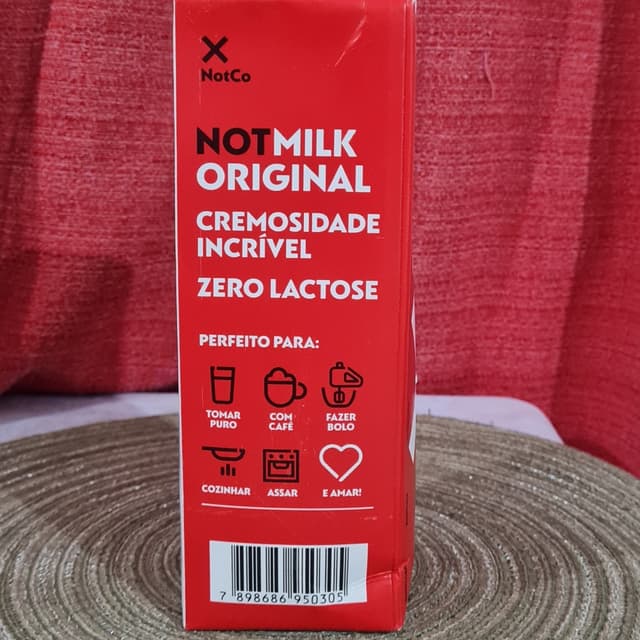 NotCo
NOTMILK
ORIGINAL
CREMOSIDADE
INCRÍVEL
ZERO LACTOSE
PERFEITO PARA:
TOMAR
PURO
COM
CAFÉ
FAZER
BOLO
COZINHAR
ASSAR
E AMAR!
7 898686 950305